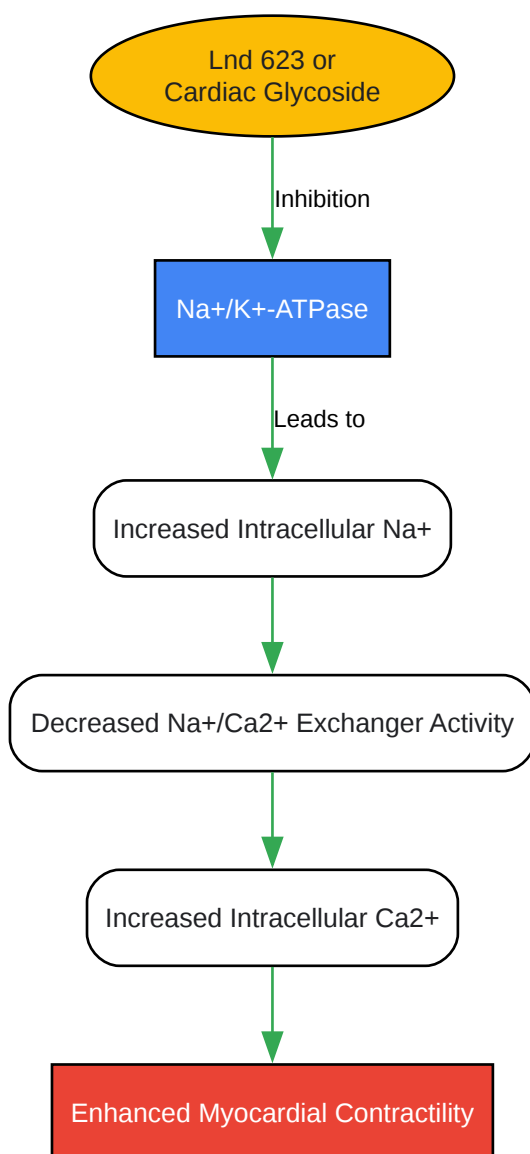 Lnd 623 or
Cardiac Glycoside
Inhibition
Na+/K+-ATPase
Leads to
Increased Intracellular Na+
Decreased Na+/Ca2+ Exchanger Activity
Increased Intracellular Ca2+
Enhanced Myocardial Contractility